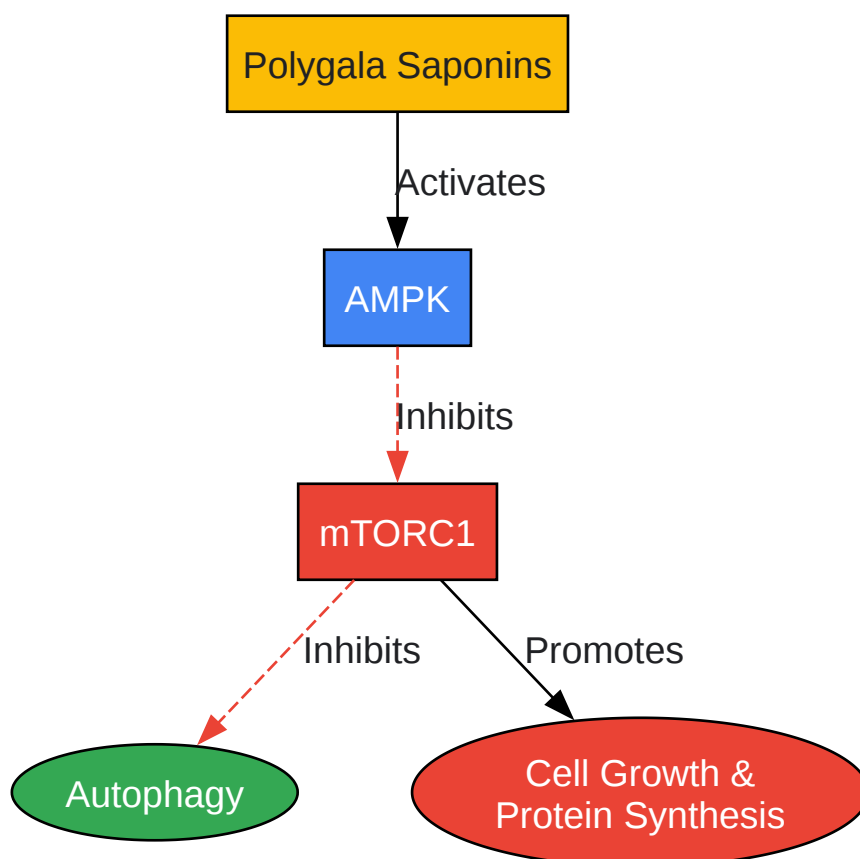 Polygala Saponins
Activates
AMPK
Inhibits
mTORC1
Inhibits
Promotes
Autophagy
Cell Growth &
Protein Synthesis